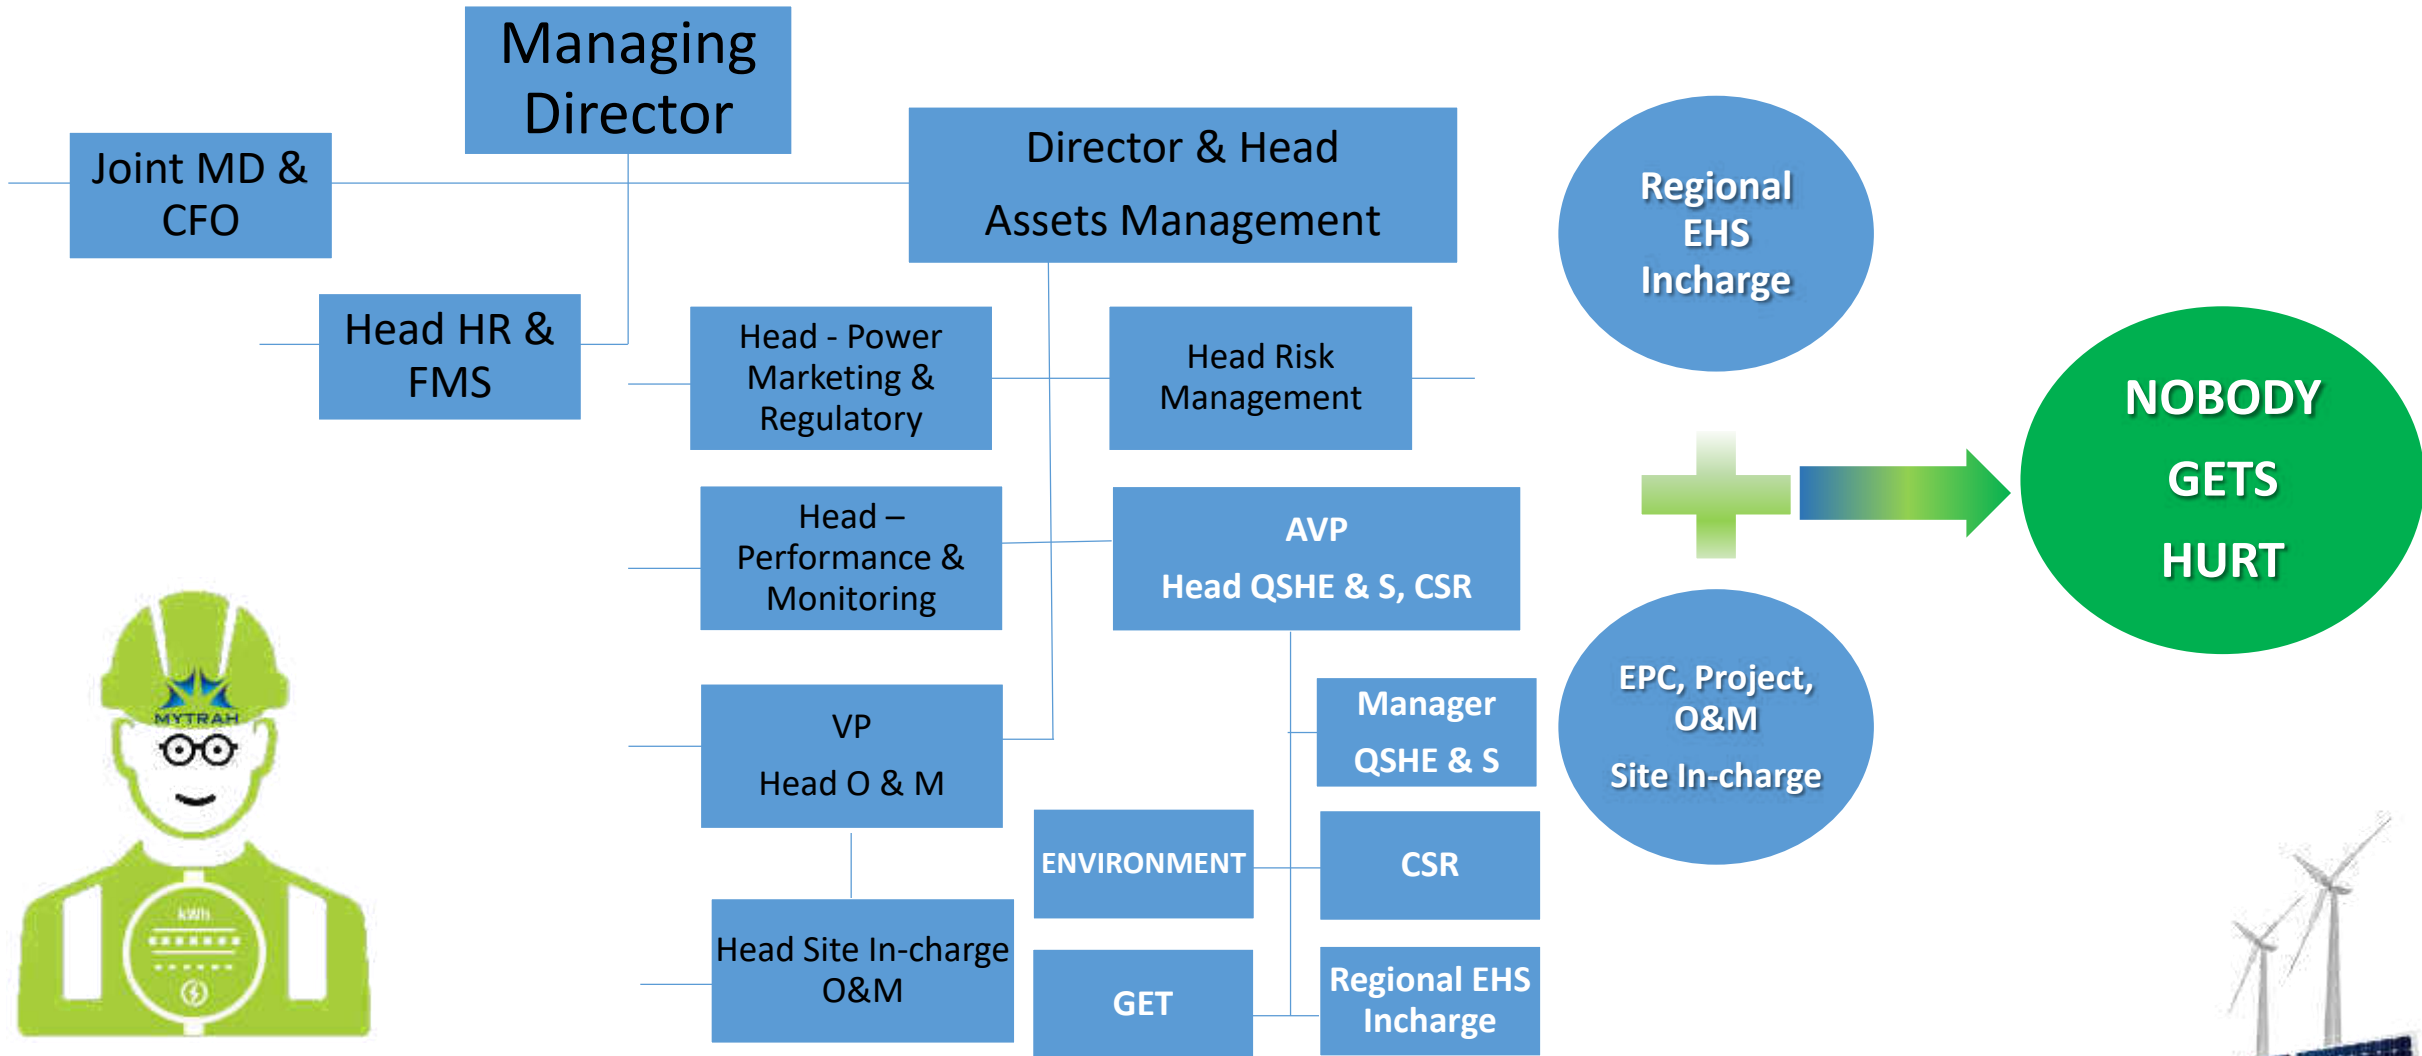 Managing
Director
Joint MD &
CFO
Director & Head
Assets Management
Head HR &
FMS
Head - Power
Marketing &
Regulatory
Head Risk
Management
Head –
Performance &
Monitoring
AVP
Head QSHE & S, CSR
VP
Head O & M
Manager
QSHE & S
ENVIRONMENT
CSR
Head Site In-charge
O&M
GET
Regional EHS
Incharge
Regional
EHS
Incharge
EPC, Project,
O&M
Site In-charge
NOBODY
GETS
HURT
MYTRAH
kWh